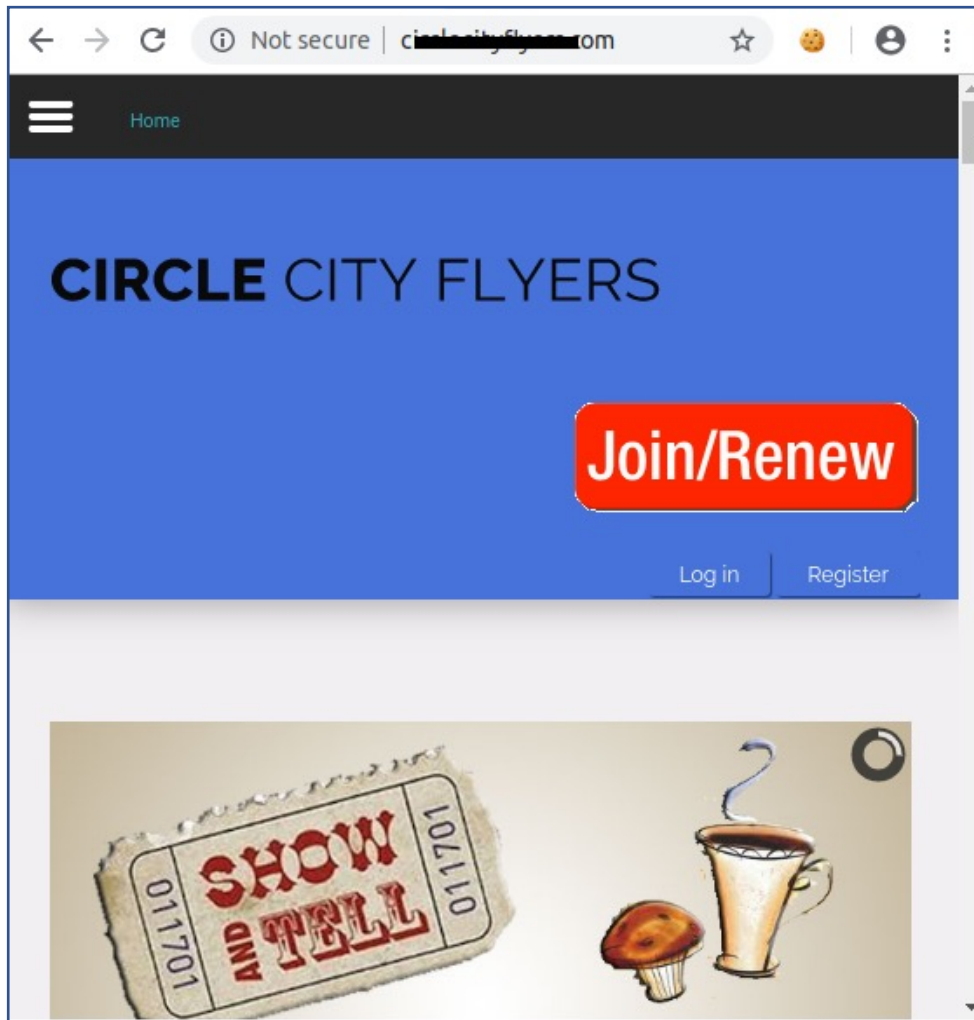 Not secure
Home
CIRCLE CITY FLYERS
Join/Renew
Log in Register
SHOW
AND TELL
011701
011701